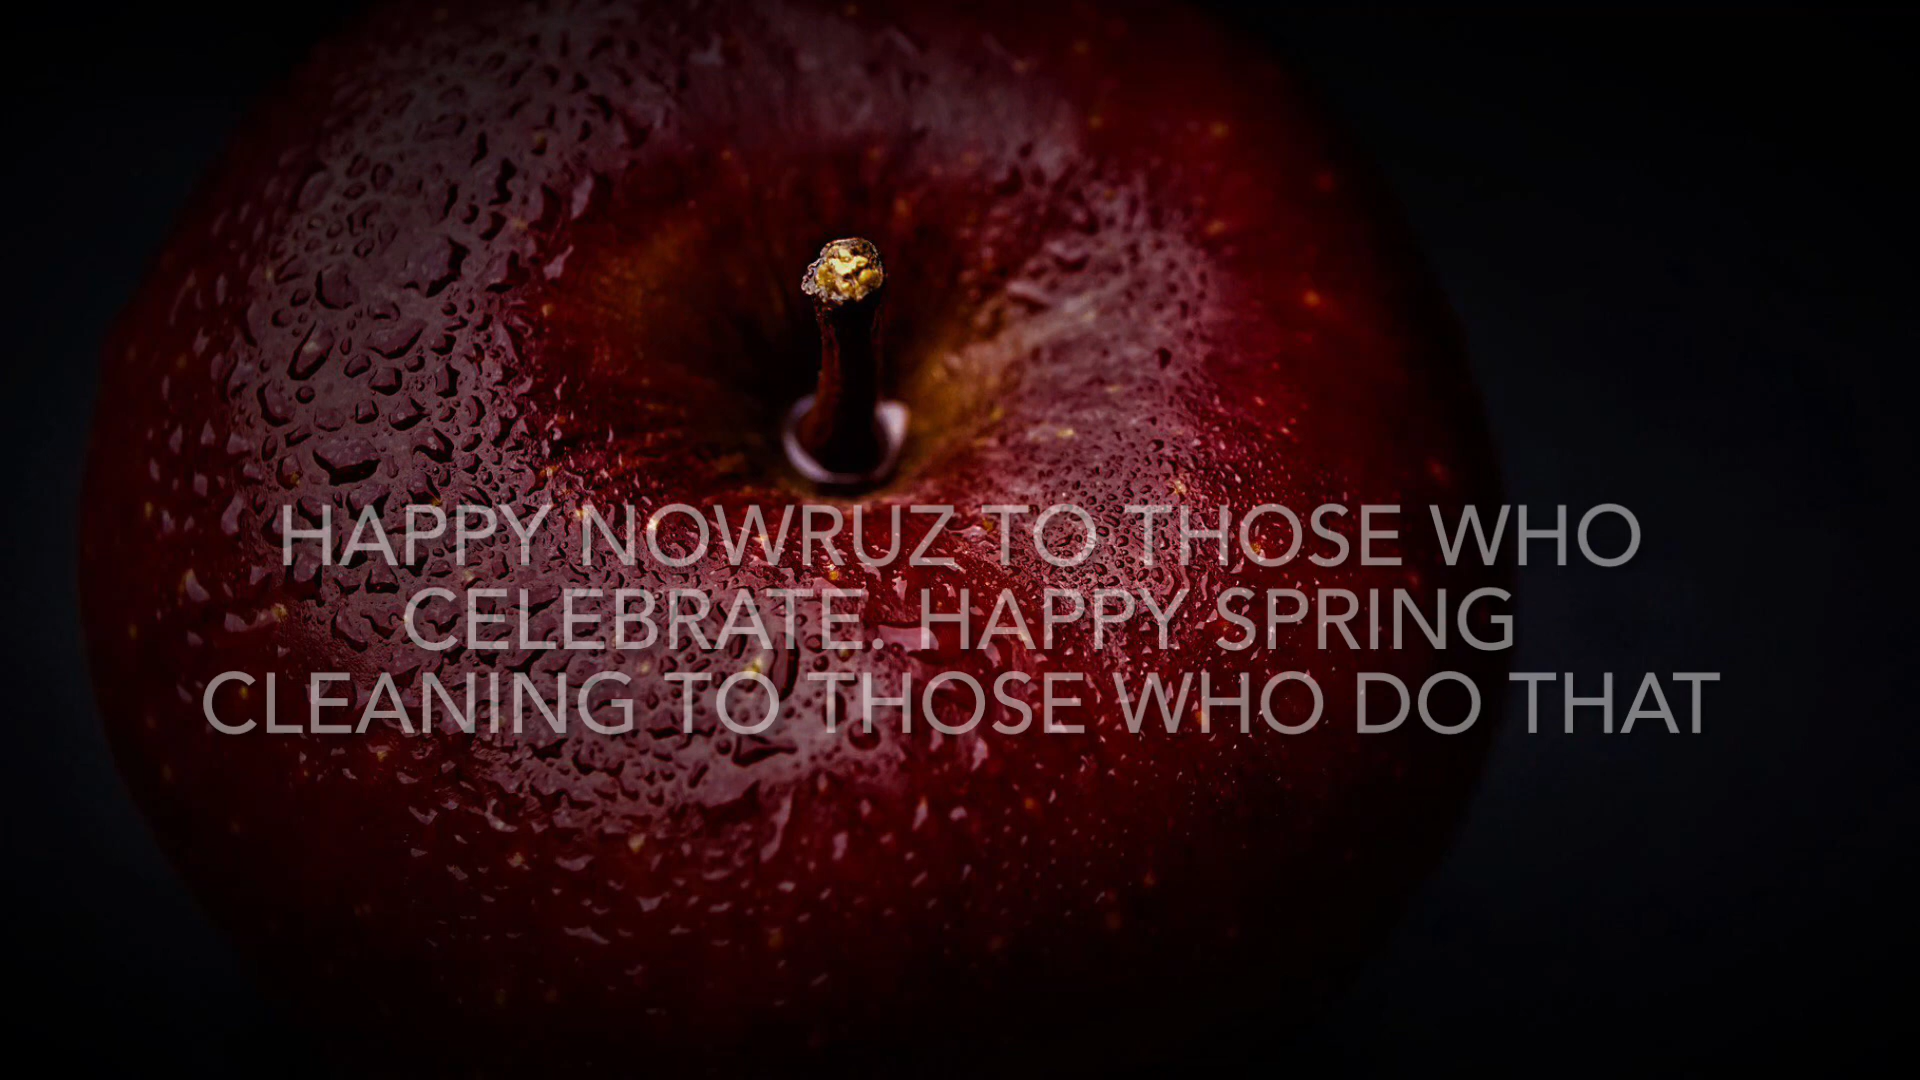 HAPPY NOWRUZ TO THOSE WHO
CELEBRATE. HAPPY SPRING
CLEANING TO THOSE WHO DO THAT